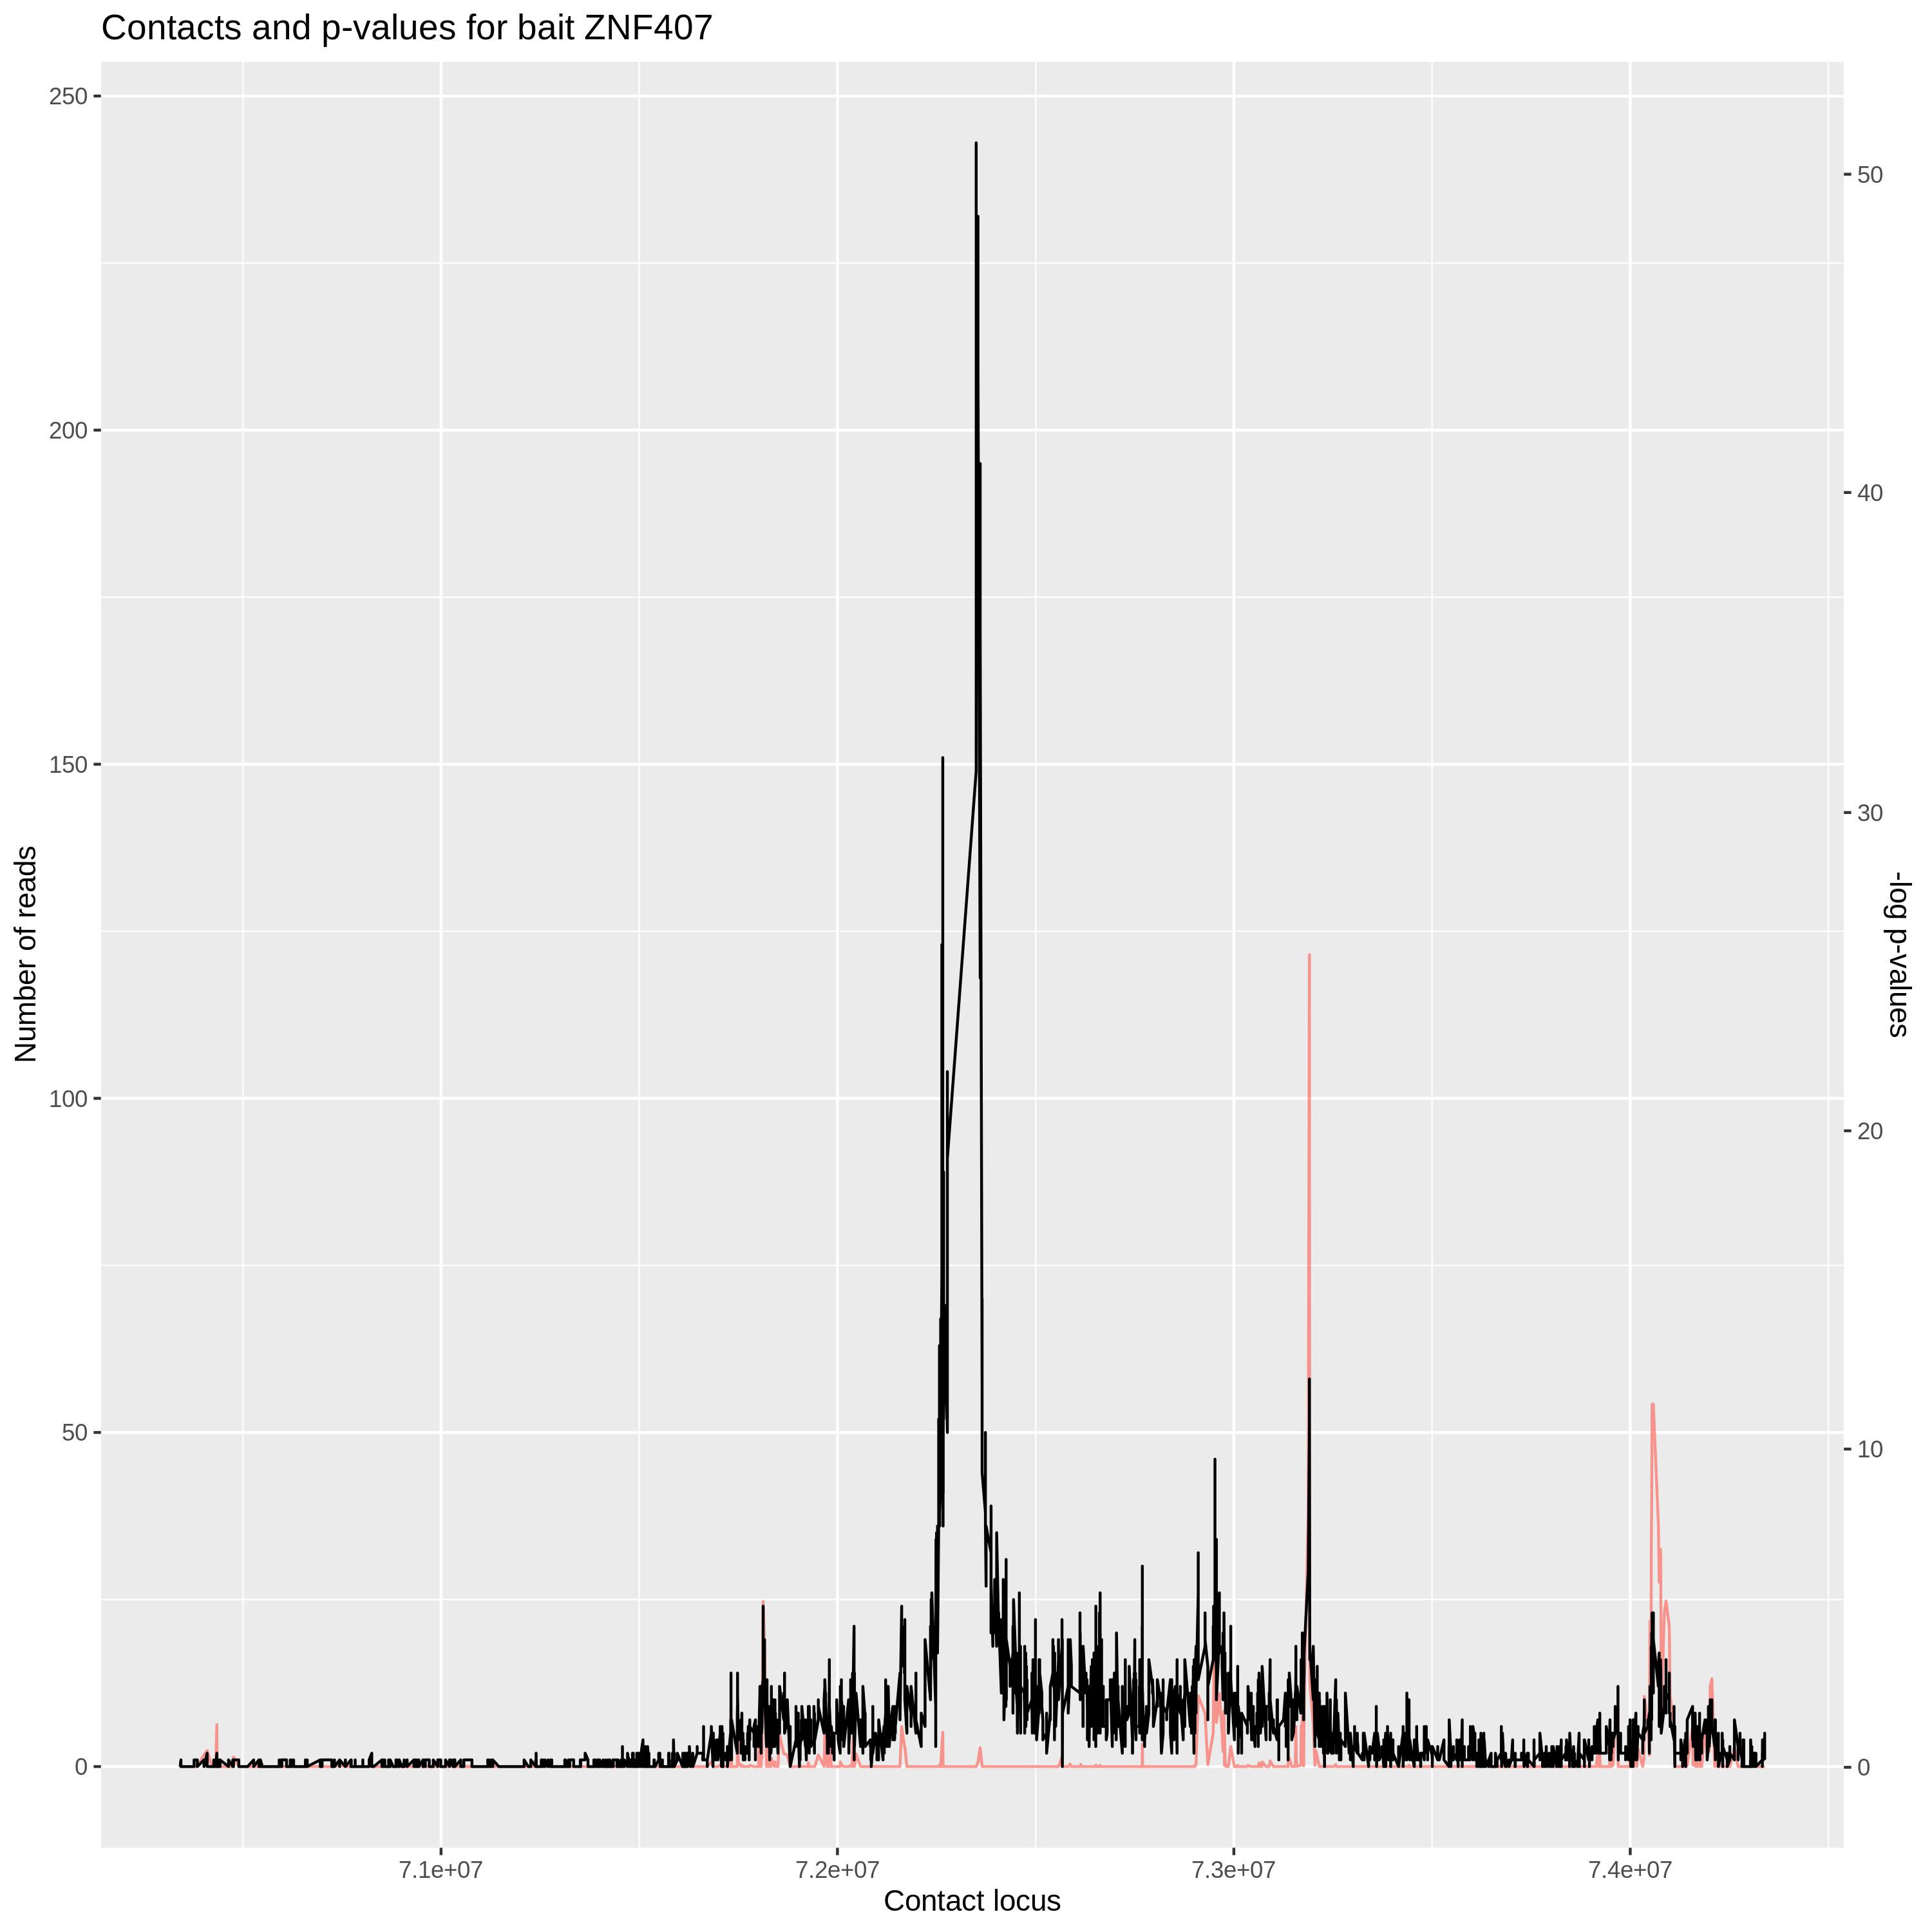 Contacts and p-values for bait ZNF407
250
200
150
100
50
0
Number of reads
50
40
30
20
10
0
-log p-values
7.1e+07
7.2e+07
7.3e+07
7.4e+07
Contact locus